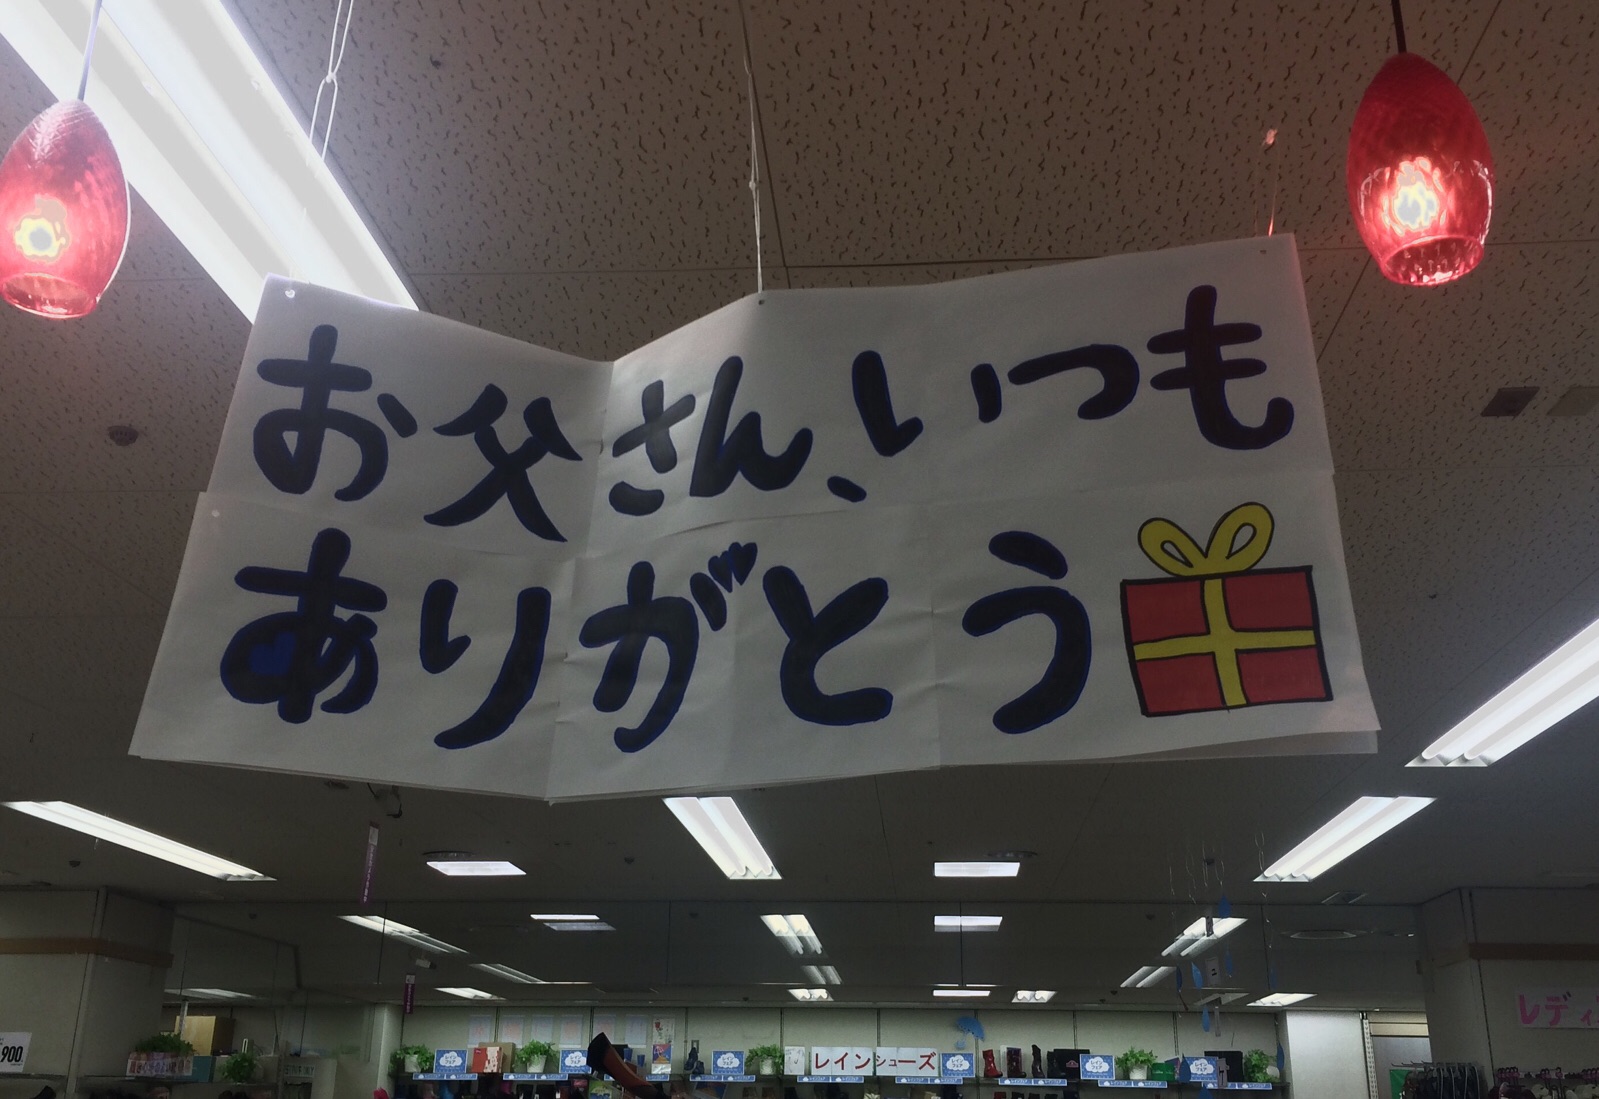 お父さん、いつも
ありがとう
レインシューズ
レディ
900